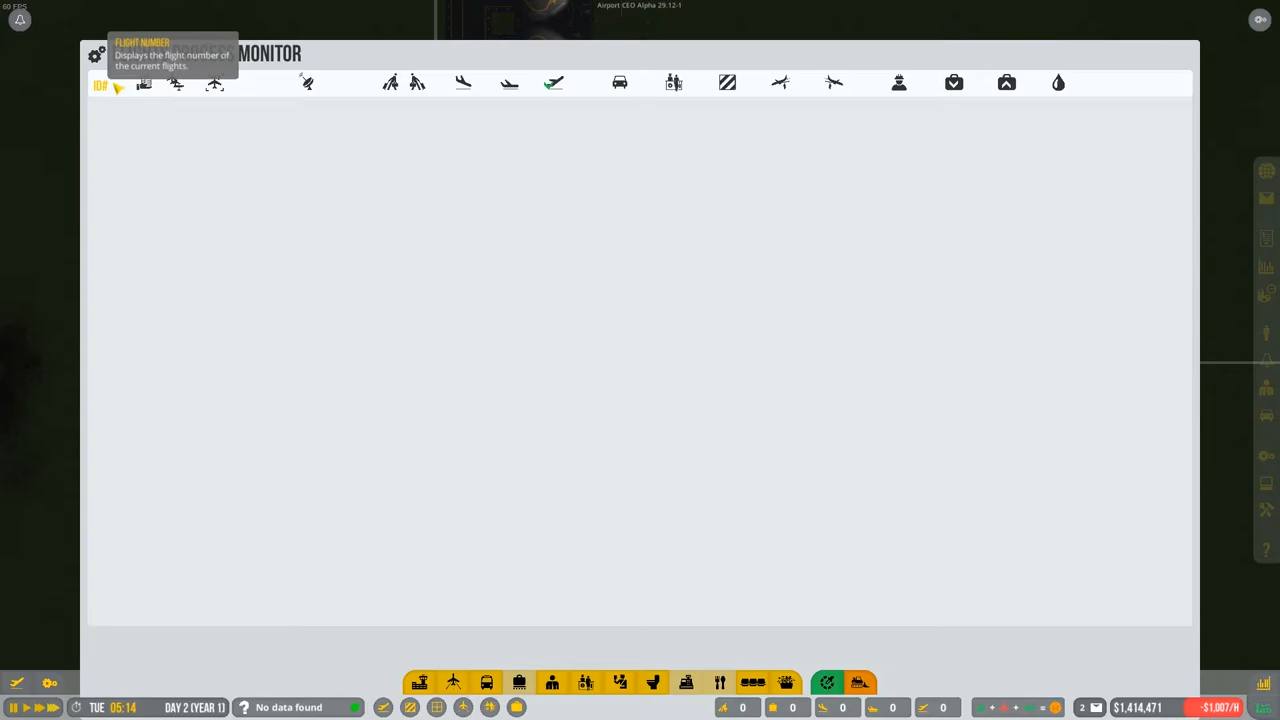 60 FPS
Airport CEO Alpha 29.12-1
FLIGHT NUMBER
Displays the flight number of
the current flights.
MONITOR
ID#
TUE 05:14 DAY 2 (YEAR 1)
? No data found
0 0 0 0 0
2
$1,414,471
-$1,007/H